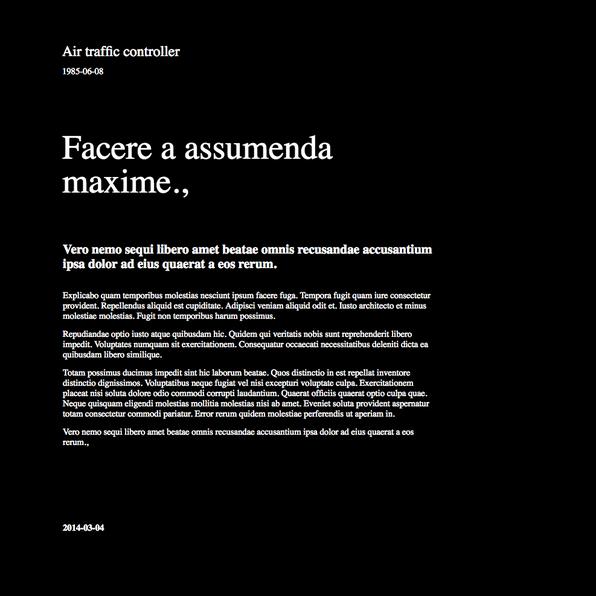 Air traffic controller
1985-06-08
Facere a assumenda
maxime.,
Vero nemo sequi libero amet beatae omnis recusandae accusantium
ipsa dolor ad eius quaerat a eos rerum.
Explicabo quam temporibus molestias nesciunt ipsum facere fuga. Tempora fugit quam iure consectetur
provident. Repellendus aliquid est cupiditate. Adipisci veniam aliquid odit et. Iusto architecto et minus
molestiae molestias. Fugit non temporibus harum possimus.
Repudiandae optio iusto atque quibusdam hic. Quidem qui veritatis nobis sunt reprehenderit libero
impedit. Voluptates numquam sit exercitationem. Consequatur occaecati necessitatibus deleniti dicta ea
quibusdam libero similique.
Totam possimus ducimus impedit sint hic laborum beatae. Quos distinctio in est repellat inventore
distinctio dignissimos. Voluptatibus neque fugiat vel nisi excepturi voluptate culpa. Exercitationem
placeat nisi soluta dolore odio commodi corrupti laudantium. Quaerat officiis quaerat optio culpa quae.
Neque quisquam eligendi molestias mollitia molestias nisi ab amet. Eveniet soluta provident aspernatur
totam consectetur commodi pariatur. Error rerum quidem molestiae perferendis ut aperiam in.
Vero nemo sequi libero amet beatae omnis recusandae accusantium ipsa dolor ad eius quaerat a eos
rerum.,
2014-03-04